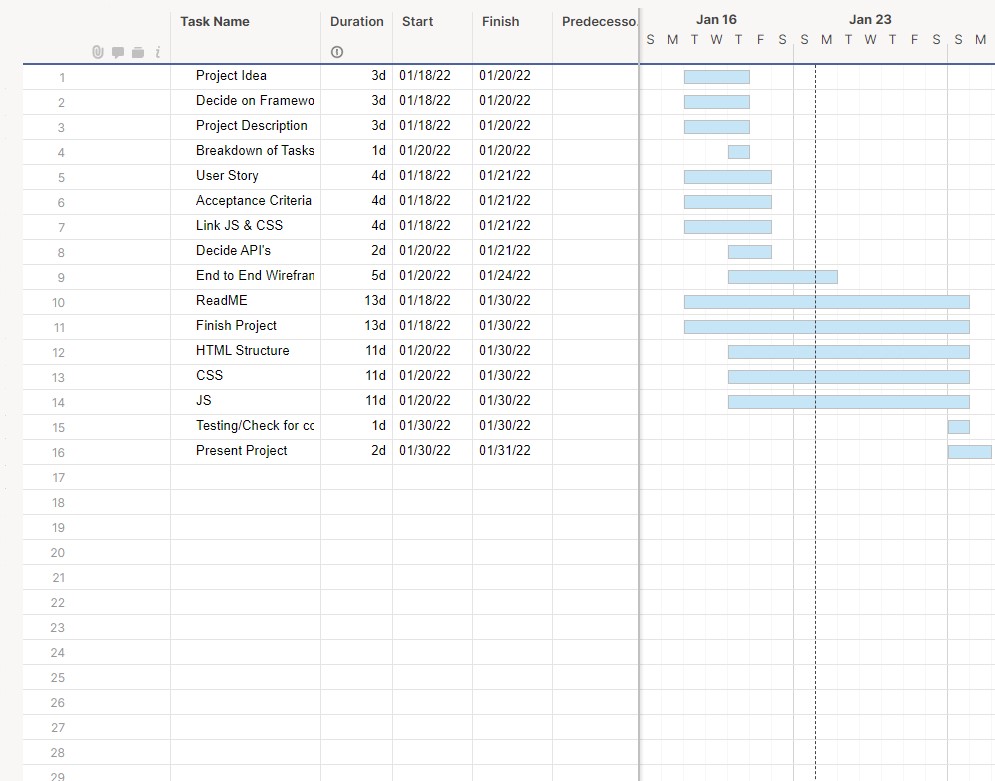 Task Name Duration Start Finish Predecesso. Jan 16 Jan 23
S M T W T F S S M T W T F S S M
1 Project Idea 3d 01/18/22 01/20/22
2 Decide on Framewo 3d 01/18/22 01/20/22
3 Project Description 3d 01/18/22 01/20/22
4 Breakdown of Tasks 1d 01/20/22 01/20/22
5 User Story 4d 01/18/22 01/21/22
6 Acceptance Criteria 4d 01/18/22 01/21/22
7 Link JS & CSS 4d 01/18/22 01/21/22
8 Decide API's 2d 01/20/22 01/21/22
9 End to End Wirefran 5d 01/20/22 01/24/22
10 ReadME 13d 01/18/22 01/30/22
11 Finish Project 13d 01/18/22 01/30/22
12 HTML Structure 11d 01/20/22 01/30/22
13 CSS 11d 01/20/22 01/30/22
14 JS 11d 01/20/22 01/30/22
15 Testing/Check for cc 1d 01/30/22 01/30/22
16 Present Project 2d 01/30/22 01/31/22
17
18
19
20
21
22
23
24
25
26
27
28
29